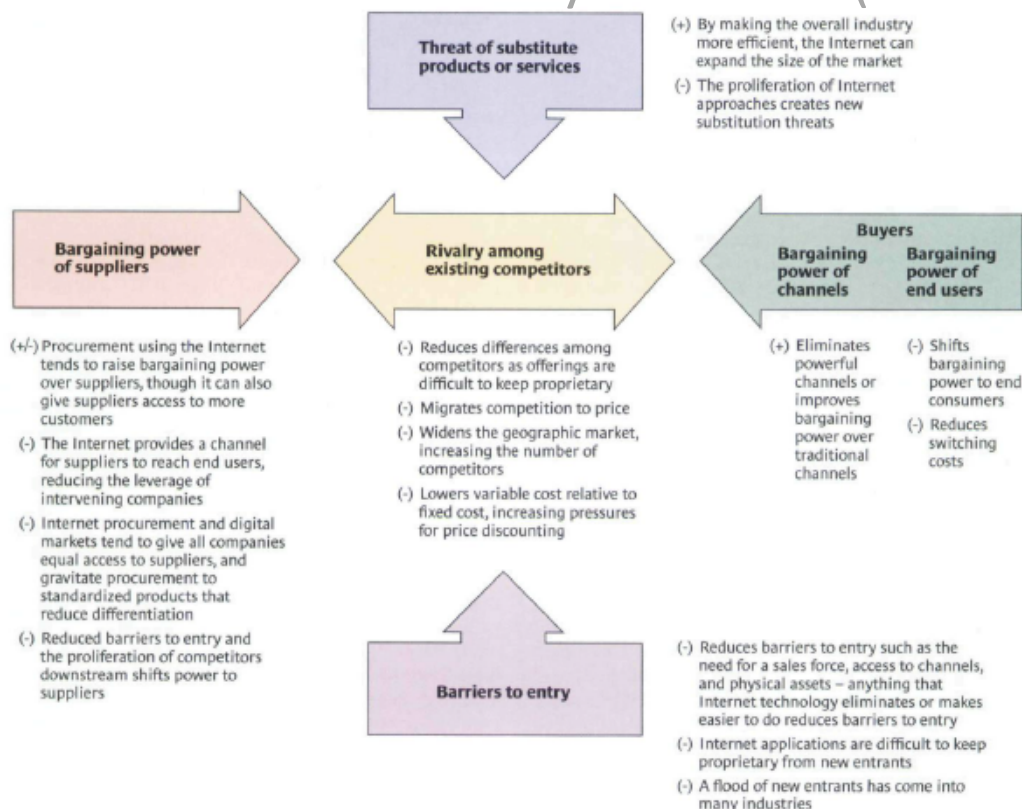 Threat of substitute
products or services
(+) By making the overall industry
more efficient, the Internet can
expand the size of the market
(-) The proliferation of Internet
approaches creates new
substitution threats
Bargaining power
of suppliers
(+/-) Procurement using the Internet
tends to raise bargaining power
over suppliers, though it can also
give suppliers access to more
customers
(-) The Internet provides a channel
for suppliers to reach end users,
reducing the leverage of
intervening companies
(-) Internet procurement and digital
markets tend to give all companies
equal access to suppliers, and
gravitate procurement to
standardized products that
reduce differentiation
(-) Reduced barriers to entry and
the proliferation of competitors
downstream shifts power to
suppliers
Rivalry among
existing competitors
(-) Reduces differences among
competitors as offerings are
difficult to keep proprietary
(-) Migrates competition to price
(-) Widens the geographic market,
increasing the number of
competitors
(-) Lowers variable cost relative to
fixed cost, increasing pressures
for price discounting
Buyers
Bargaining
power of
channels
Bargaining
power of
end users
(+) Eliminates
powerful
channels or
improves
bargaining
power over
traditional
channels
(-) Shifts
bargaining
power to end
consumers
(-) Reduces
switching
costs
Barriers to entry
(-) Reduces barriers to entry such as the
need for a sales force, access to channels,
and physical assets – anything that
Internet technology eliminates or makes
easier to do reduces barriers to entry
(-) Internet applications are difficult to keep
proprietary from new entrants
(-) A flood of new entrants has come into
many industries